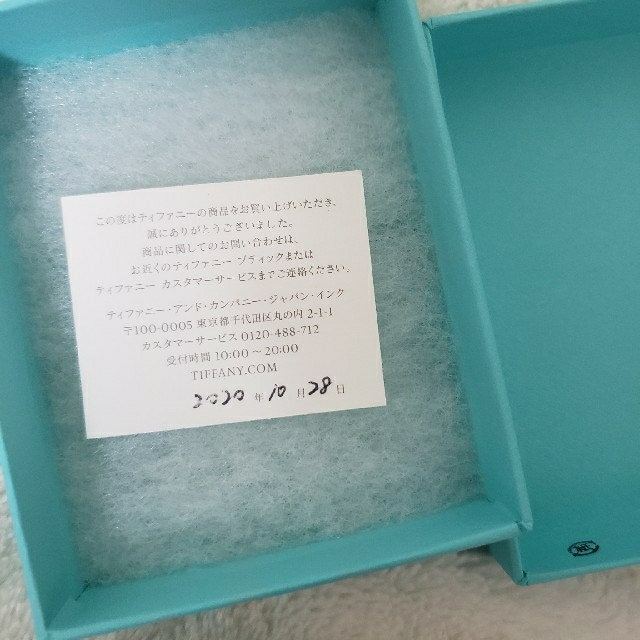 この度はティファニーの商品をお買い上げいただき、
誠にありがとうございました。
商品に関してのお問い合わせは、
お近くのティファニー ブティックまたは
ティファニー カスタマーサービスまでご連絡ください。
ティファニー・アンド・カンパニー・ジャパン・インク
〒100-0005 東京都千代田区丸の内 2-1-1
カスタマーサービス 0120-488-712
受付時間 10:00 ~ 20:00
TIFFANY.COM
2020 年 10 月 28 日